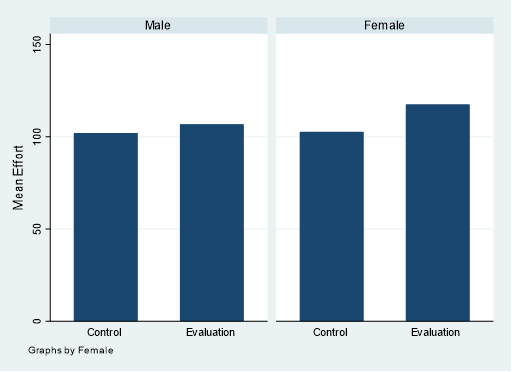 Male
Female
Mean Effort
150
100
50
0
Control
Evaluation
Control
Evaluation
Graphs by Female